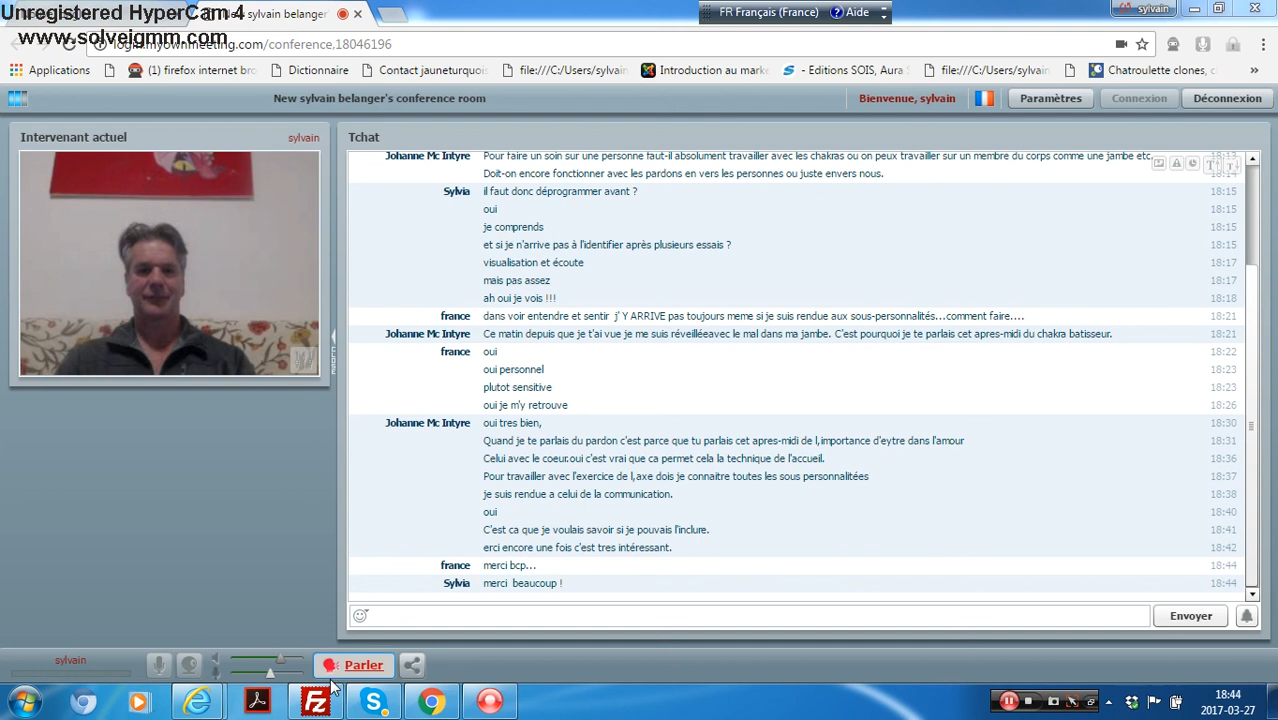 Unregistered HyperCam 4
New sylvain belanger
FR Français (France)
Aide
sylvain
www.solveigmm.com
login.myownmeeting.com/conference,18046196
Applications
(1) firefox internet bro
Dictionnaire
Contact jauneturquois
file:///C:/Users/sylvain
Introduction au marke
- Editions SOIS, Aura S
file:///C:/Users/sylvain
Chatroulette clones, c
»
New sylvain belanger's conference room
Bienvenue, sylvain
Paramètres
Connexion
Déconnexion
Intervenant actuel
sylvain
Tchat
Johanne Mc Intyre Pour faire un soin sur une personne faut-il absolument travailler avec les chakras ou on peux travailler sur un membre du corps comme une jambe etc. 18:13
Doit-on encore fonctionner avec les pardons en vers les personnes ou juste envers nous. 18:14
Sylvia il faut donc déprogrammer avant ? 18:15
oui 18:15
je comprends 18:15
et si je n'arrive pas à l'identifier après plusieurs essais ? 18:15
visualisation et écoute 18:17
mais pas assez 18:17
ah oui je vois !!! 18:18
france dans voir entendre et sentir j' Y ARRIVE pas toujours meme si je suis rendue aux sous-personnalités...comment faire.... 18:21
Johanne Mc Intyre Ce matin depuis que je t'ai vue je me suis réveilléeavec le mal dans ma jambe. C'est pourquoi je te parlais cet apres-midi du chakra batisseur. 18:21
france oui 18:22
oui personnel 18:23
plutot sensitive 18:23
oui je m'y retrouve 18:26
Johanne Mc Intyre oui tres bien, 18:30
Quand je te parlais du pardon c'est parce que tu parlais cet apres-midi de l,importance d'eytre dans l'amour 18:31
Celui avec le coeur.oui c'est vrai que ca permet cela la technique de l'accueil. 18:36
Pour travailler avec l'exercice de l,axe dois je connaitre toutes les sous personnalitées 18:37
je suis rendue a celui de la communication. 18:38
oui 18:40
C'est ca que je voulais savoir si je pouvais l'inclure. 18:41
erci encore une fois c'est tres intéressant. 18:42
france merci bcp... 18:44
Sylvia merci beaucoup ! 18:44
Envoyer
sylvain
Parler
18:44
2017-03-27